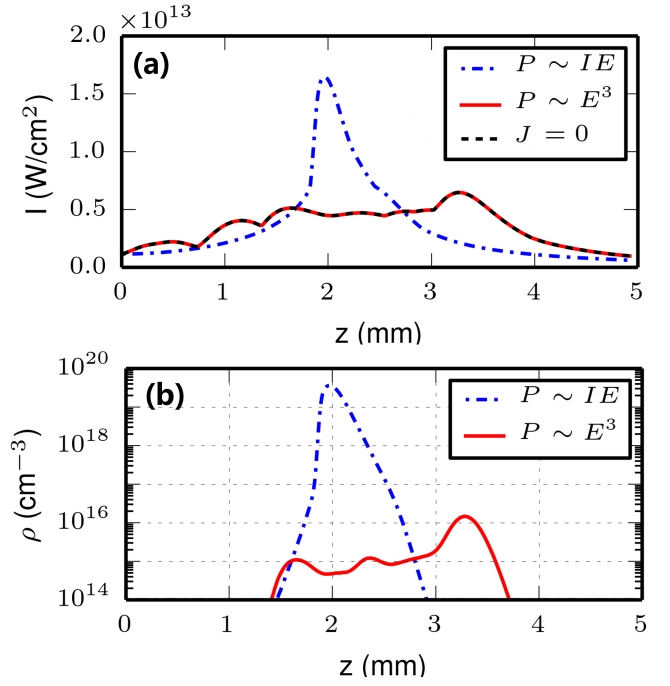 ×10¹³
(a)
I (W/cm²)
2.0
1.5
1.0
0.5
0.0
P ∼ IE
P ∼ E³
J = 0
0 1 2 3 4 5
z (mm)
(b)
ρ (cm⁻³)
10²⁰
10¹⁸
10¹⁶
10¹⁴
P ∼ IE
P ∼ E³
0 1 2 3 4 5
z (mm)